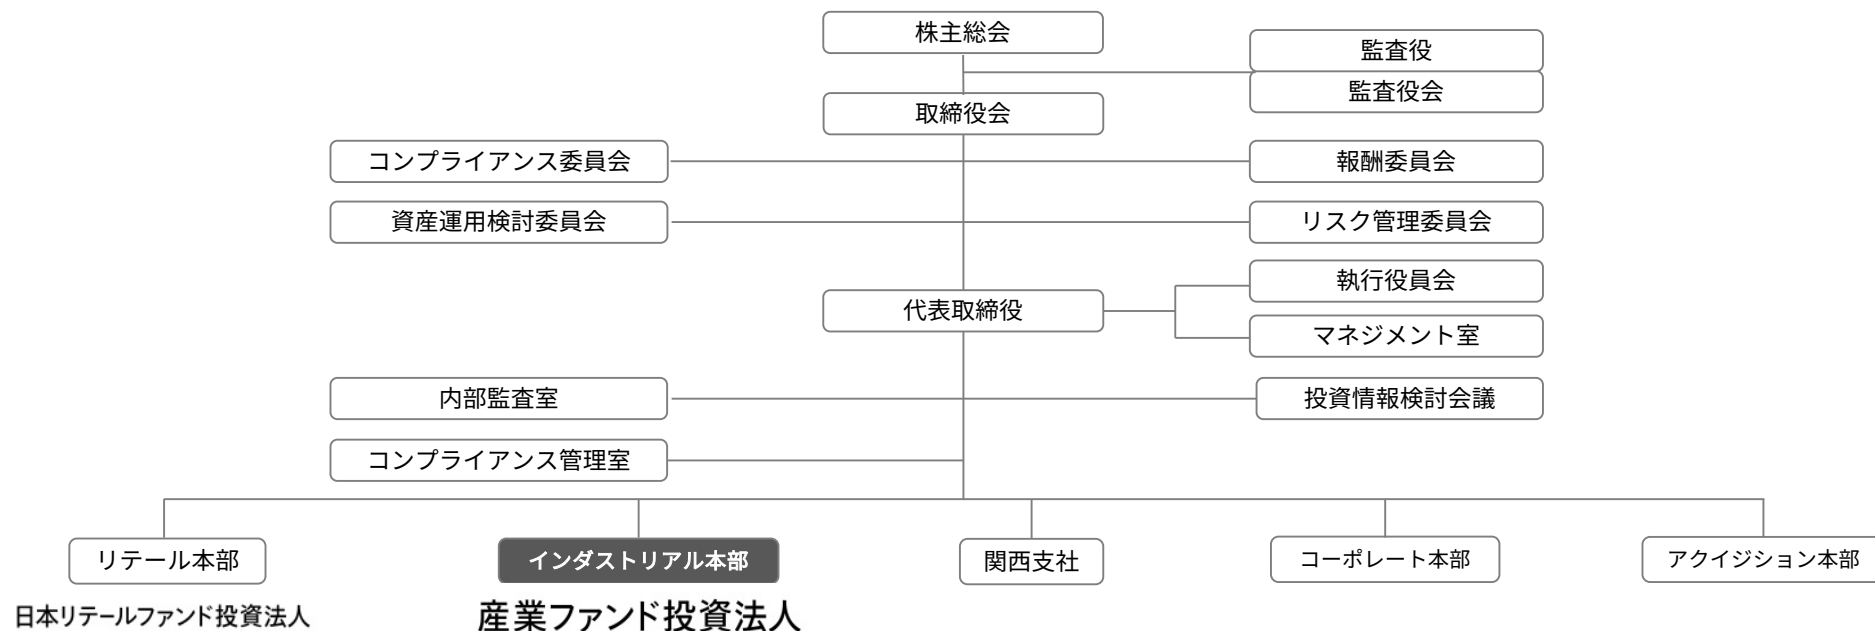 株主総会
監査役
監査役会
取締役会
コンプライアンス委員会
報酬委員会
資産運用検討委員会
リスク管理委員会
執行役員会
代表取締役
マネジメント室
内部監査室
投資情報検討会議
コンプライアンス管理室
リテール本部
インダストリアル本部
関西支社
コーポレート本部
アクイジション本部
日本リテールファンド投資法人
産業ファンド投資法人